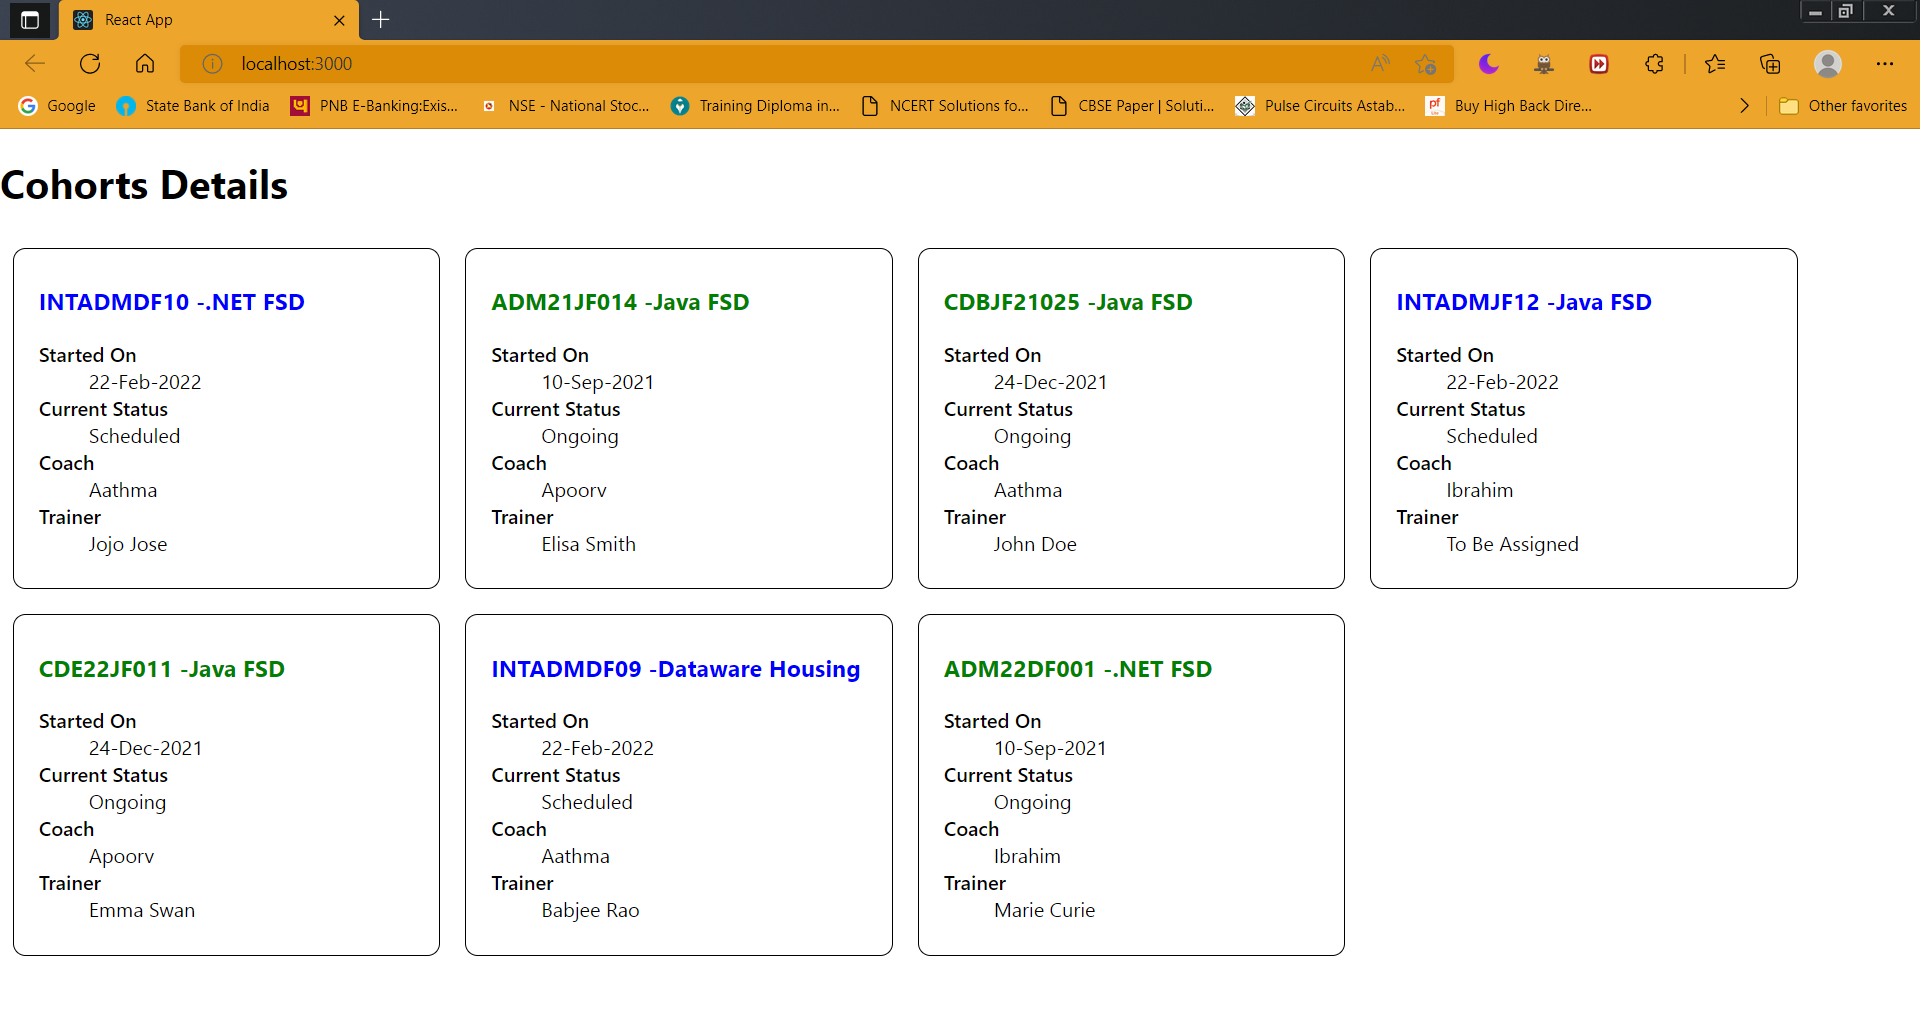 React App
localhost:3000
Google
State Bank of India
PNB E-Banking:Exis...
NSE - National Stoc...
Training Diploma in...
NCERT Solutions fo...
CBSE Paper | Soluti...
Pulse Circuits Astab...
Buy High Back Dire...
Other favorites
Cohorts Details
INTADMDF10 -.NET FSD
Started On
22-Feb-2022
Current Status
Scheduled
Coach
Aathma
Trainer
Jojo Jose
ADM21JF014 -Java FSD
Started On
10-Sep-2021
Current Status
Ongoing
Coach
Apoorv
Trainer
Elisa Smith
CDBJF21025 -Java FSD
Started On
24-Dec-2021
Current Status
Ongoing
Coach
Aathma
Trainer
John Doe
INTADMJF12 -Java FSD
Started On
22-Feb-2022
Current Status
Scheduled
Coach
Ibrahim
Trainer
To Be Assigned
CDE22JF011 -Java FSD
Started On
24-Dec-2021
Current Status
Ongoing
Coach
Apoorv
Trainer
Emma Swan
INTADMDF09 -Dataware Housing
Started On
22-Feb-2022
Current Status
Scheduled
Coach
Aathma
Trainer
Babjee Rao
ADM22DF001 -.NET FSD
Started On
10-Sep-2021
Current Status
Ongoing
Coach
Ibrahim
Trainer
Marie Curie